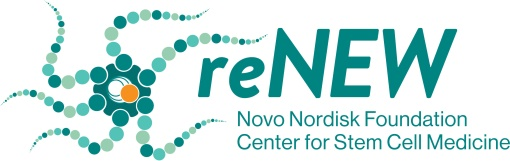 reNEW
Novo Nordisk Foundation
Center for Stem Cell Medicine